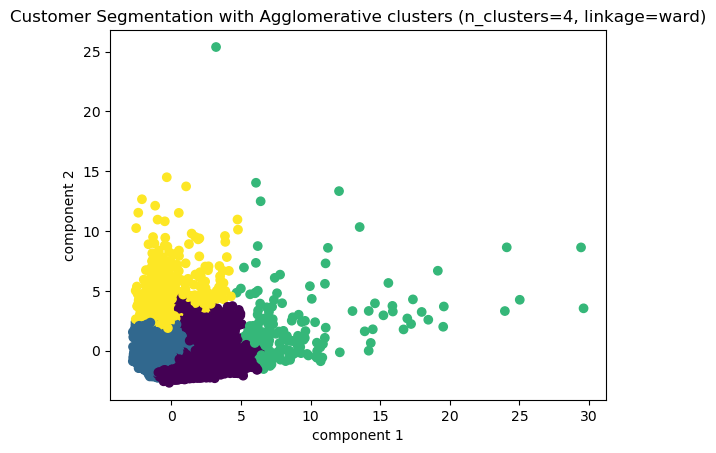 Customer Segmentation with Agglomerative clusters (n_clusters=4, linkage=ward)
25
20
15
10
5
0
component 2
0 5 10 15 20 25 30
component 1